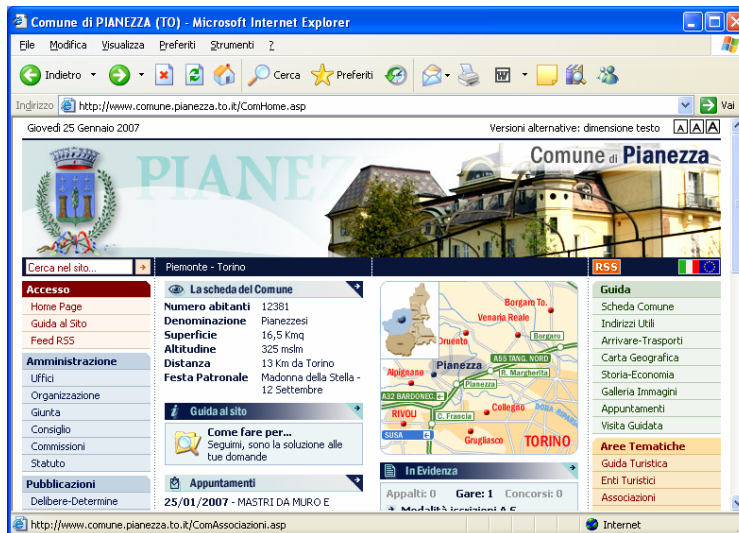 Comune di PIANEZZA (TO) - Microsoft Internet Explorer
File Modifica Visualizza Preferiti Strumenti ?
Indietro Cerca Preferiti
Indirizzo http://www.comune.pianezza.to.it/ComHome.asp Vai
Giovedì 25 Gennaio 2007 Versioni alternative: dimensione testo A A A
PIANEZ
Comune di Pianezza
Cerca nel sito... Piemonte - Torino RSS
Accesso
Home Page
Guida al Sito
Feed RSS
Amministrazione
Uffici
Organizzazione
Giunta
Consiglio
Commissioni
Statuto
Pubblicazioni
Delibere-Determine
La scheda del Comune
Numero abitanti 12381
Denominazione Pianezzesi
Superficie 16,5 Kmq
Altitudine 325 mslm
Distanza 13 Km da Torino
Festa Patronale Madonna della Stella -
12 Settembre
Guida al sito
Come fare per...
Seguimi, sono la soluzione alle
tue domande
Appuntamenti
25/01/2007 - MASTRI DA MURO E
Borgaro To.
Venaria Reale
Druento
Borgaro
A55 TANG. NORD
Alpignano
Pianezza
R. Margherita
Pianezza
A32 BARDONEC.
RIVOLI
C. Francia
Collegno
DORA RIPARIA
SUSA
Grugliasco
TORINO
In Evidenza
Appalti: 0 Gare: 1 Concorsi: 0
Modalità iscrizioni A.S.
Guida
Scheda Comune
Indirizzi Utili
Arrivare-Trasporti
Carta Geografica
Storia-Economia
Galleria Immagini
Appuntamenti
Visita Guidata
Aree Tematiche
Guida Turistica
Enti Turistici
Associazioni
http://www.comune.pianezza.to.it/ComAssociazioni.asp Internet